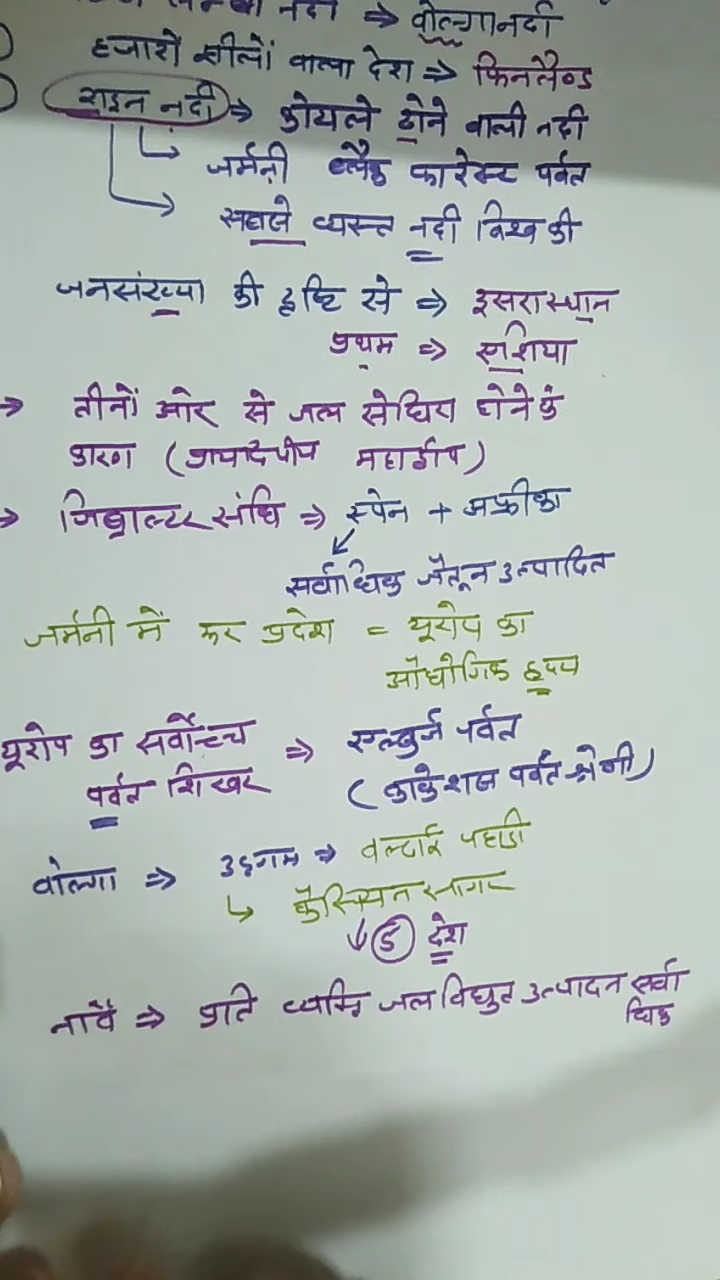 लम्बी नदी ⇒ वोल्गा नदी
हजारों झीलों वाला देश ⇒ फिनलैण्ड
राइन नदी ⇒ कोयले ढोने वाली नदी
↳ जर्मनी ब्लैक फारेस्ट पर्वत
↳ सबसे व्यस्त नदी विश्व की
जनसंख्या की दृष्टि से ⇒ दूसरा स्थान
प्रथम ⇒ एशिया
→ तीनों ओर से जल से घिरा होने के
कारण (प्रायद्वीपीय महाद्वीप)
→ जिब्राल्टर संधि ⇒ स्पेन + अफ्रीका
सर्वाधिक जैतून उत्पादित
जर्मनी में रूर प्रदेश = यूरोप का
औधोगिक हृदय
यूरोप का सर्वोच्च ⇒ एल्बुर्ज पर्वत
पर्वत शिखर (काकेशस पर्वत श्रेणी)
वोल्गा ⇒ उद्गम ⇒ वल्दाई पहाडी
↳ कैस्पियन सागर
↓ 5 देश
नार्वे ⇒ प्रति व्यक्ति जल विधुत उत्पादन सर्वा
धिक